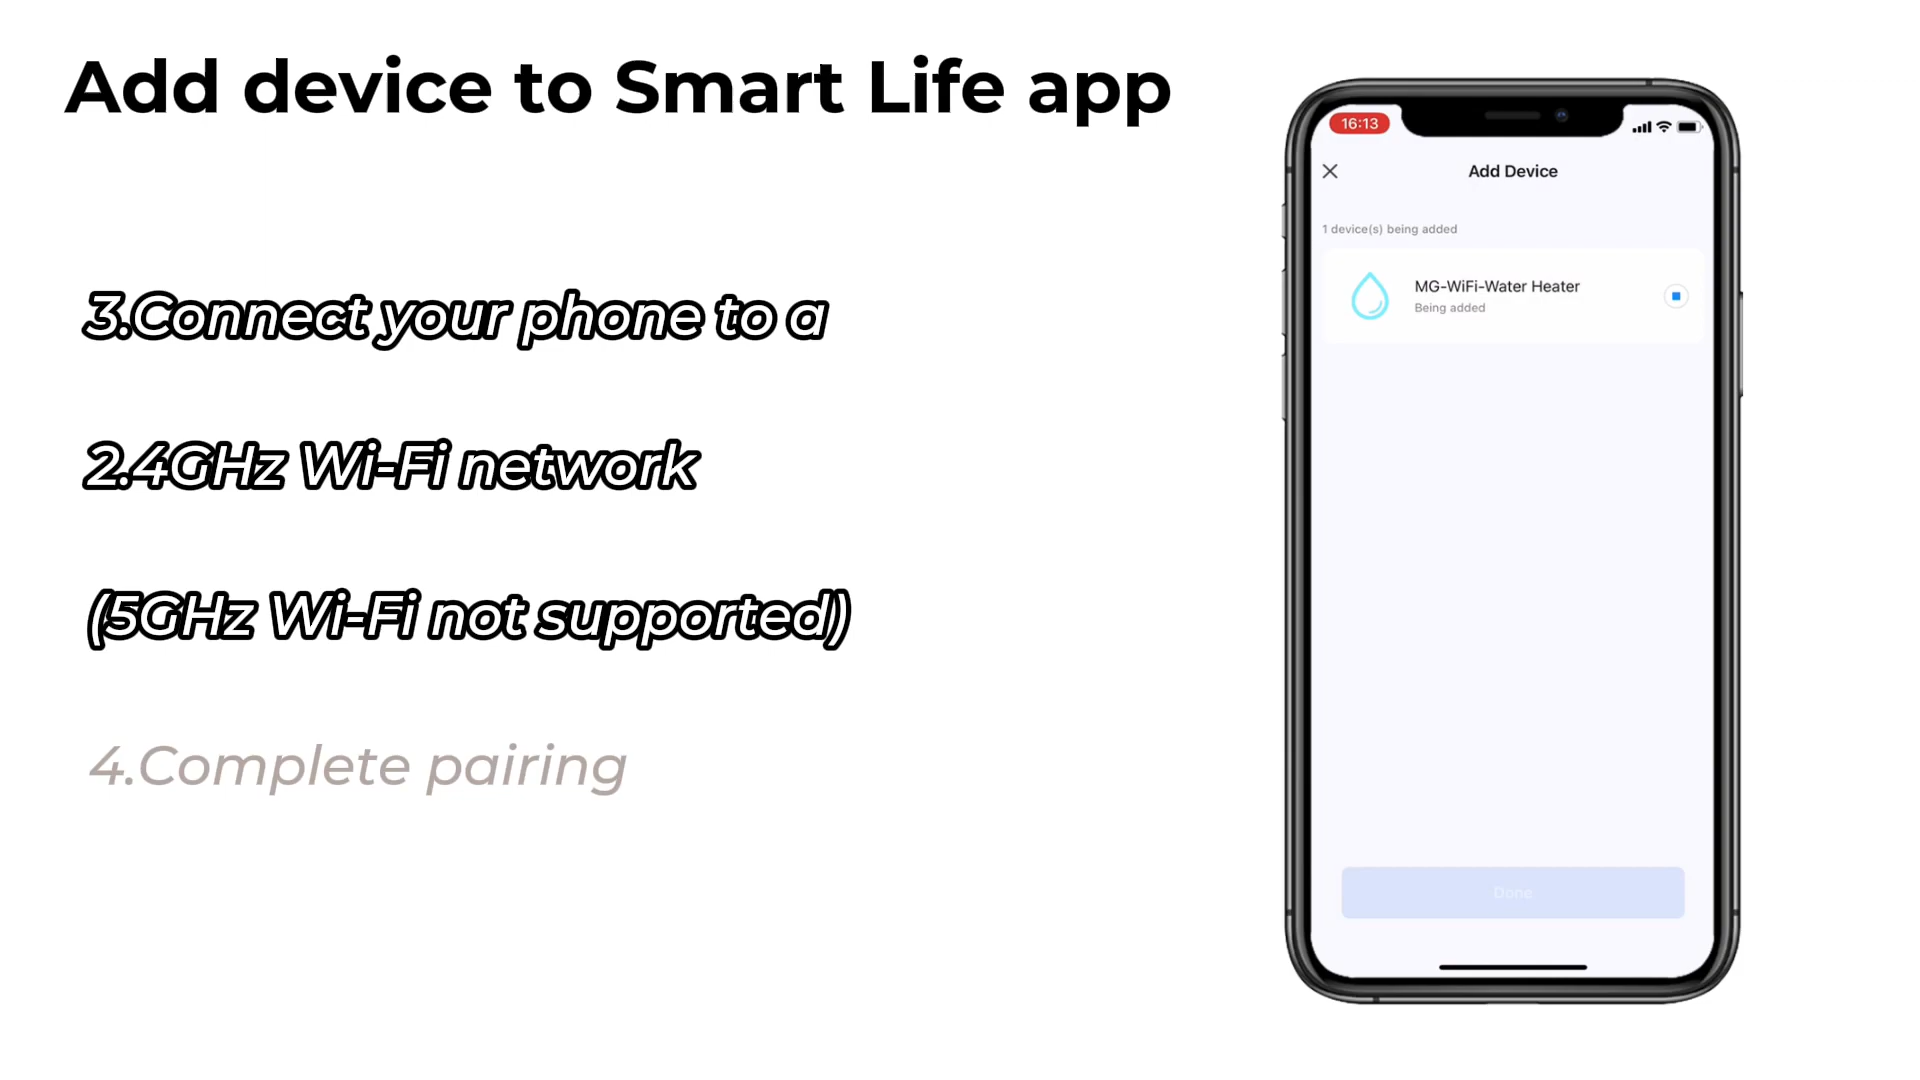 Add device to Smart Life app
3.Connect your phone to a
2.4GHz Wi-Fi network
(5GHz Wi-Fi not supported)
4.Complete pairing
16:13
Add Device
1 device(s) being added
MG-WiFi-Water Heater
Being added
Done